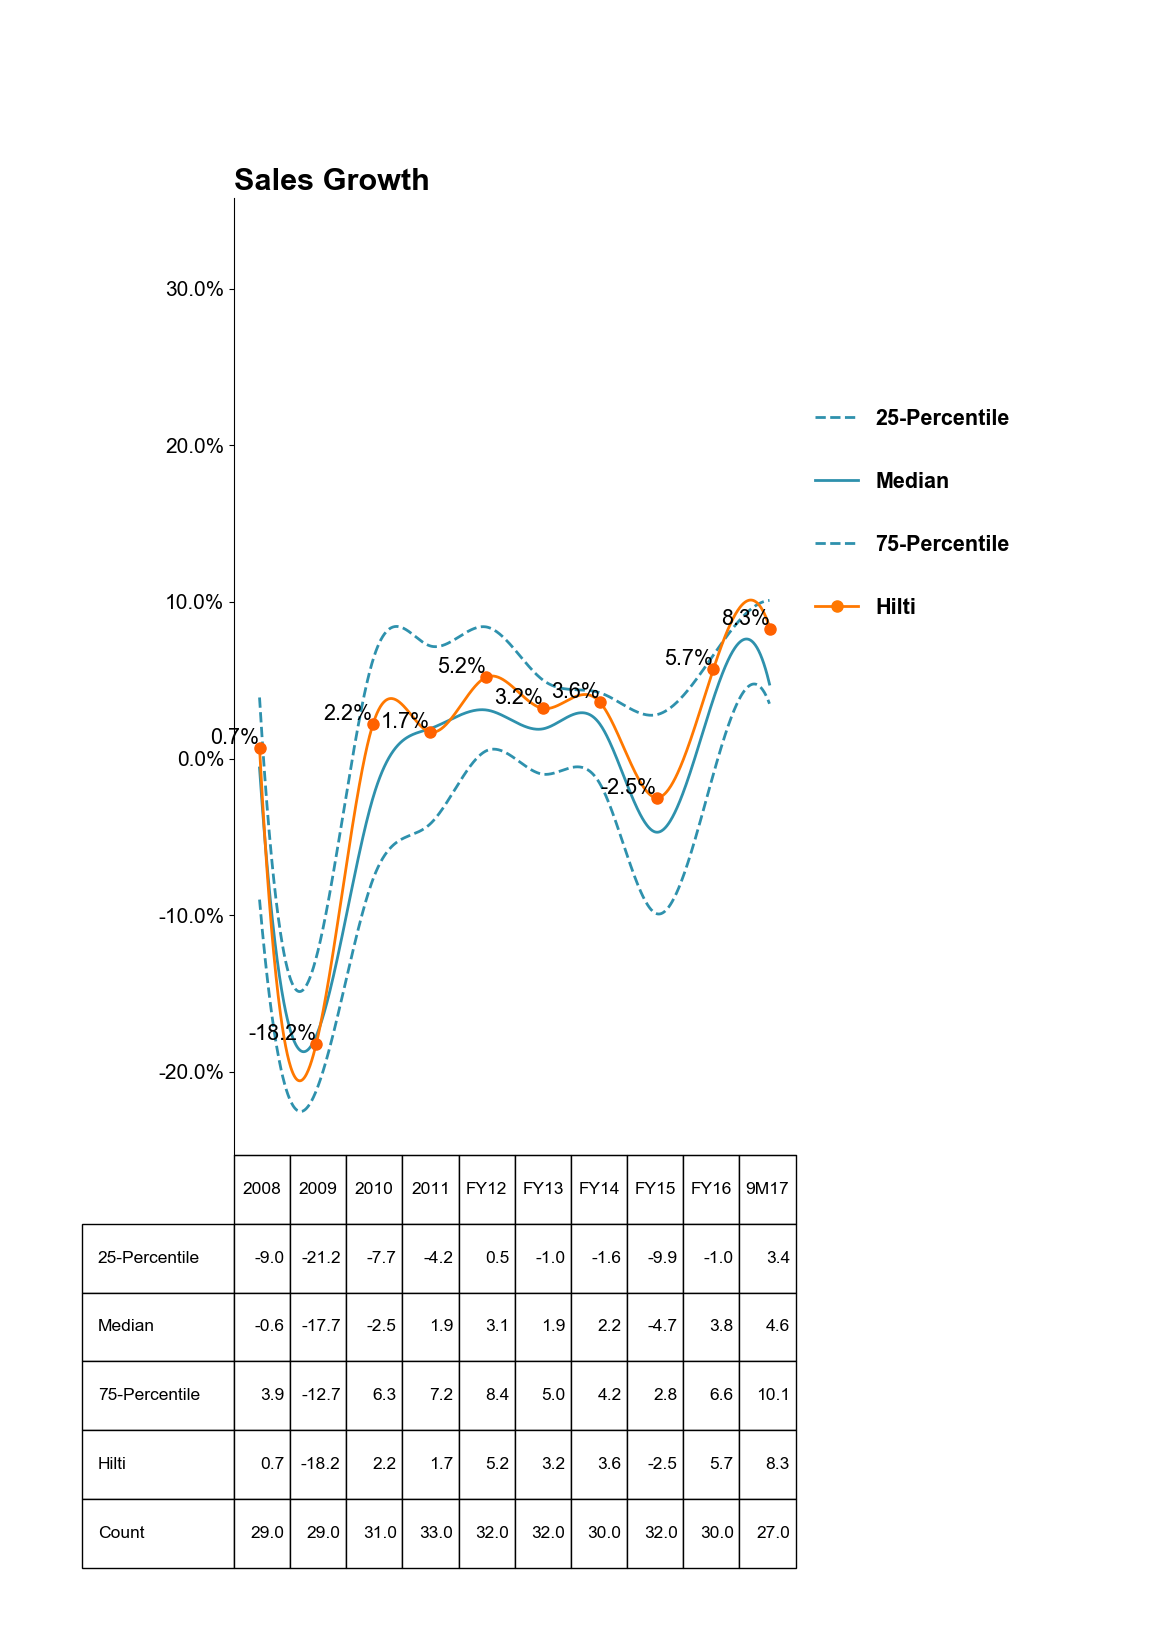 Sales Growth
30.0%
20.0%
10.0%
0.0%
-10.0%
-20.0%
0.7%
-18.2%
2.2%
1.7%
5.2%
3.2%
3.6%
-2.5%
5.7%
8.3%
25-Percentile
Median
75-Percentile
Hilti
2008 2009 2010 2011 FY12 FY13 FY14 FY15 FY16 9M17
25-Percentile -9.0 -21.2 -7.7 -4.2 0.5 -1.0 -1.6 -9.9 -1.0 3.4
Median -0.6 -17.7 -2.5 1.9 3.1 1.9 2.2 -4.7 3.8 4.6
75-Percentile 3.9 -12.7 6.3 7.2 8.4 5.0 4.2 2.8 6.6 10.1
Hilti 0.7 -18.2 2.2 1.7 5.2 3.2 3.6 -2.5 5.7 8.3
Count 29.0 29.0 31.0 33.0 32.0 32.0 30.0 32.0 30.0 27.0